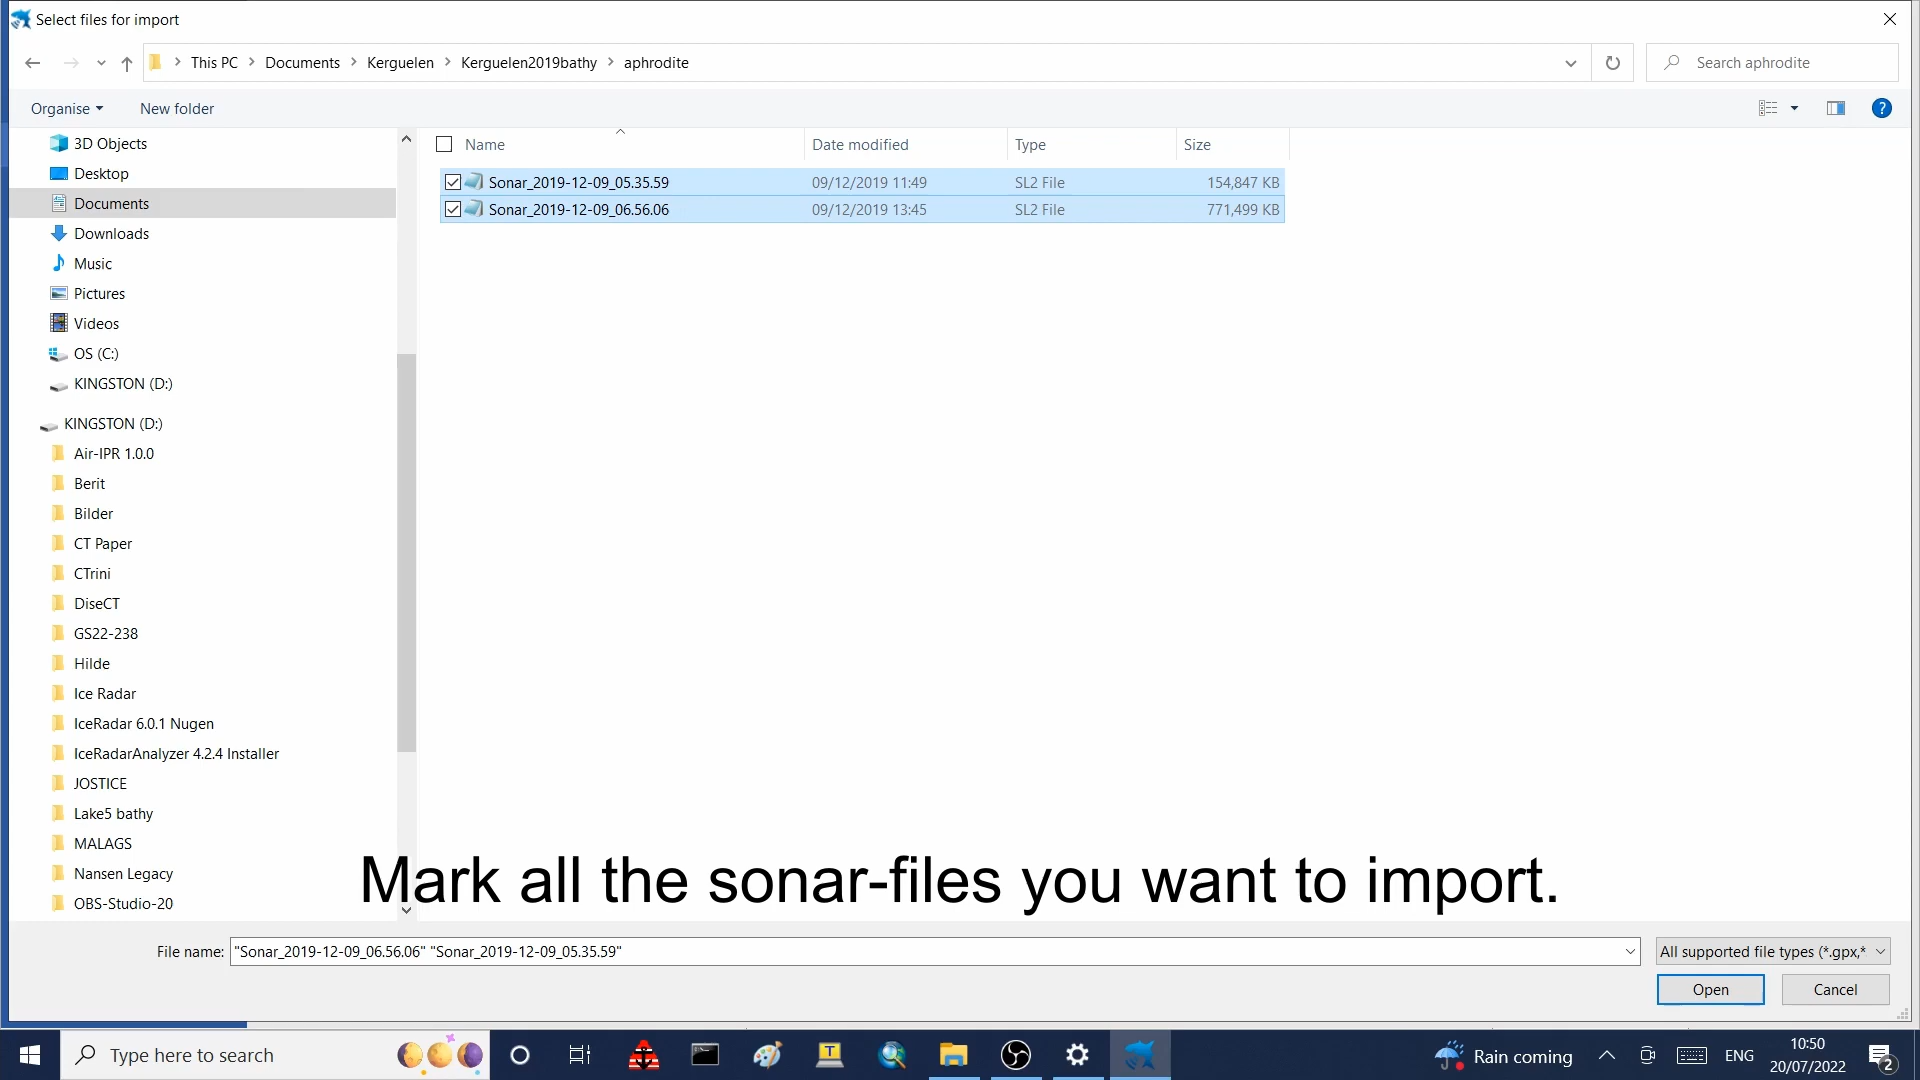 Select files for import
This PC > Documents > Kerguelen > Kerguelen2019bathy > aphrodite
Search aphrodite
Organise
New folder
3D Objects
Desktop
Documents
Downloads
Music
Pictures
Videos
OS (C:)
KINGSTON (D:)
KINGSTON (D:)
Air-IPR 1.0.0
Berit
Bilder
CT Paper
CTrini
DiseCT
GS22-238
Hilde
Ice Radar
IceRadar 6.0.1 Nugen
IceRadarAnalyzer 4.2.4 Installer
JOSTICE
Lake5 bathy
MALAGS
Nansen Legacy
OBS-Studio-20
Name Date modified Type Size
Sonar_2019-12-09_05.35.59 09/12/2019 11:49 SL2 File 154,847 KB
Sonar_2019-12-09_06.56.06 09/12/2019 13:45 SL2 File 771,499 KB
Mark all the sonar-files you want to import.
File name: "Sonar_2019-12-09_06.56.06" "Sonar_2019-12-09_05.35.59"
All supported file types (*.gpx,*
Open
Cancel
Type here to search
T
Rain coming
ENG
10:50
20/07/2022
2